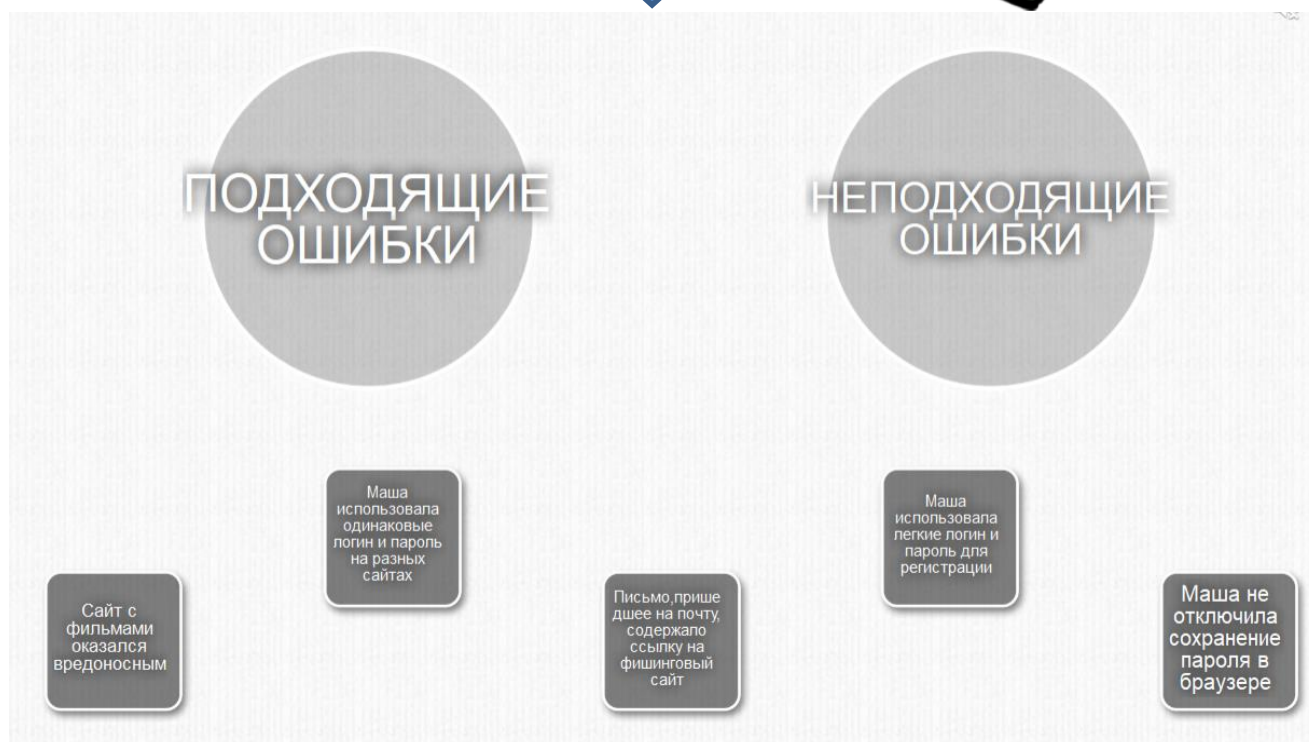 ПОДХОДЯЩИЕ
ОШИБКИ
НЕПОДХОДЯЩИЕ
ОШИБКИ
Маша
использовала
одинаковые
логин и пароль
на разных
сайтах
Маша
использовала
легкие логин и
пароль для
регистрации
Сайт с
фильмами
оказался
вредоносным
Письмо,прише
дшее на почту,
содержало
ссылку на
фишинговый
сайт
Маша не
отключила
сохранение
пароля в
браузере